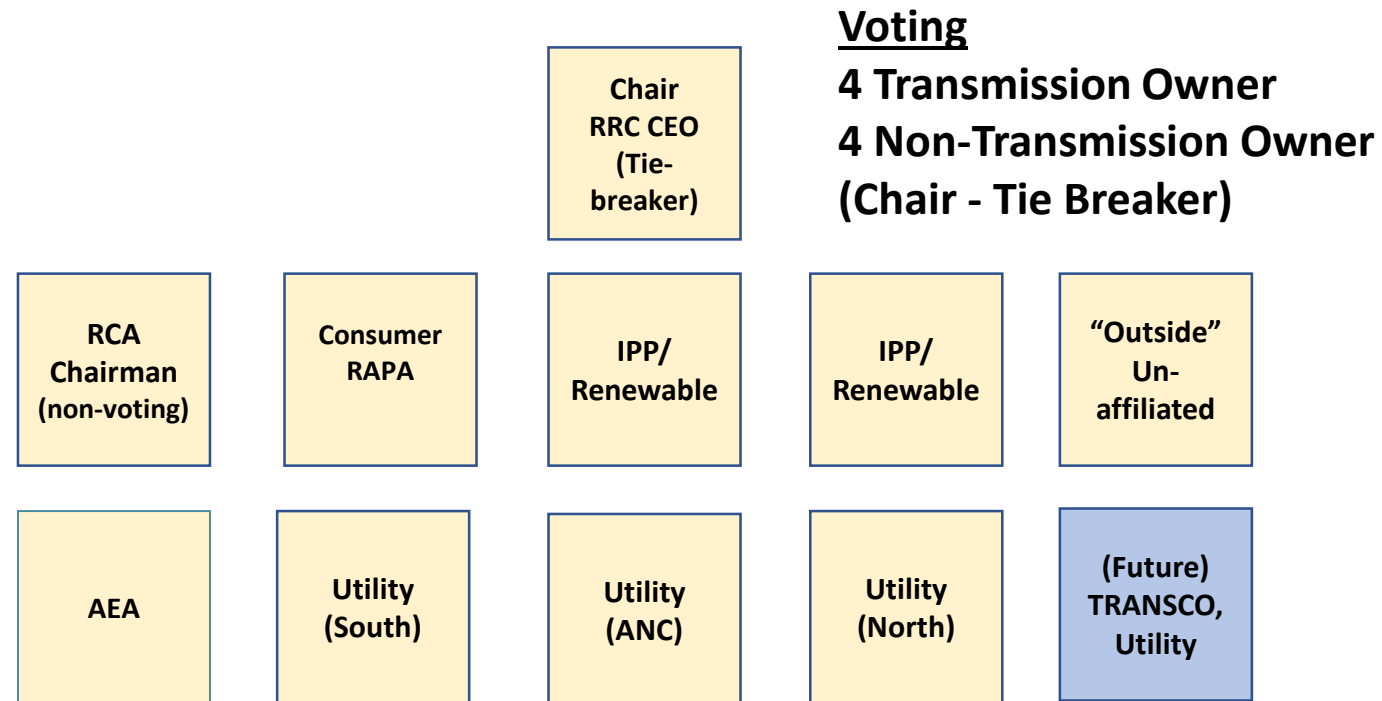 Voting
4 Transmission Owner
4 Non-Transmission Owner
(Chair - Tie Breaker)
Chair
RRC CEO
(Tie-
breaker)
RCA
Chairman
(non-voting)
Consumer
RAPA
IPP/
Renewable
IPP/
Renewable
“Outside”
Un-
affiliated
AEA
Utility
(South)
Utility
(ANC)
Utility
(North)
(Future)
TRANSCO,
Utility